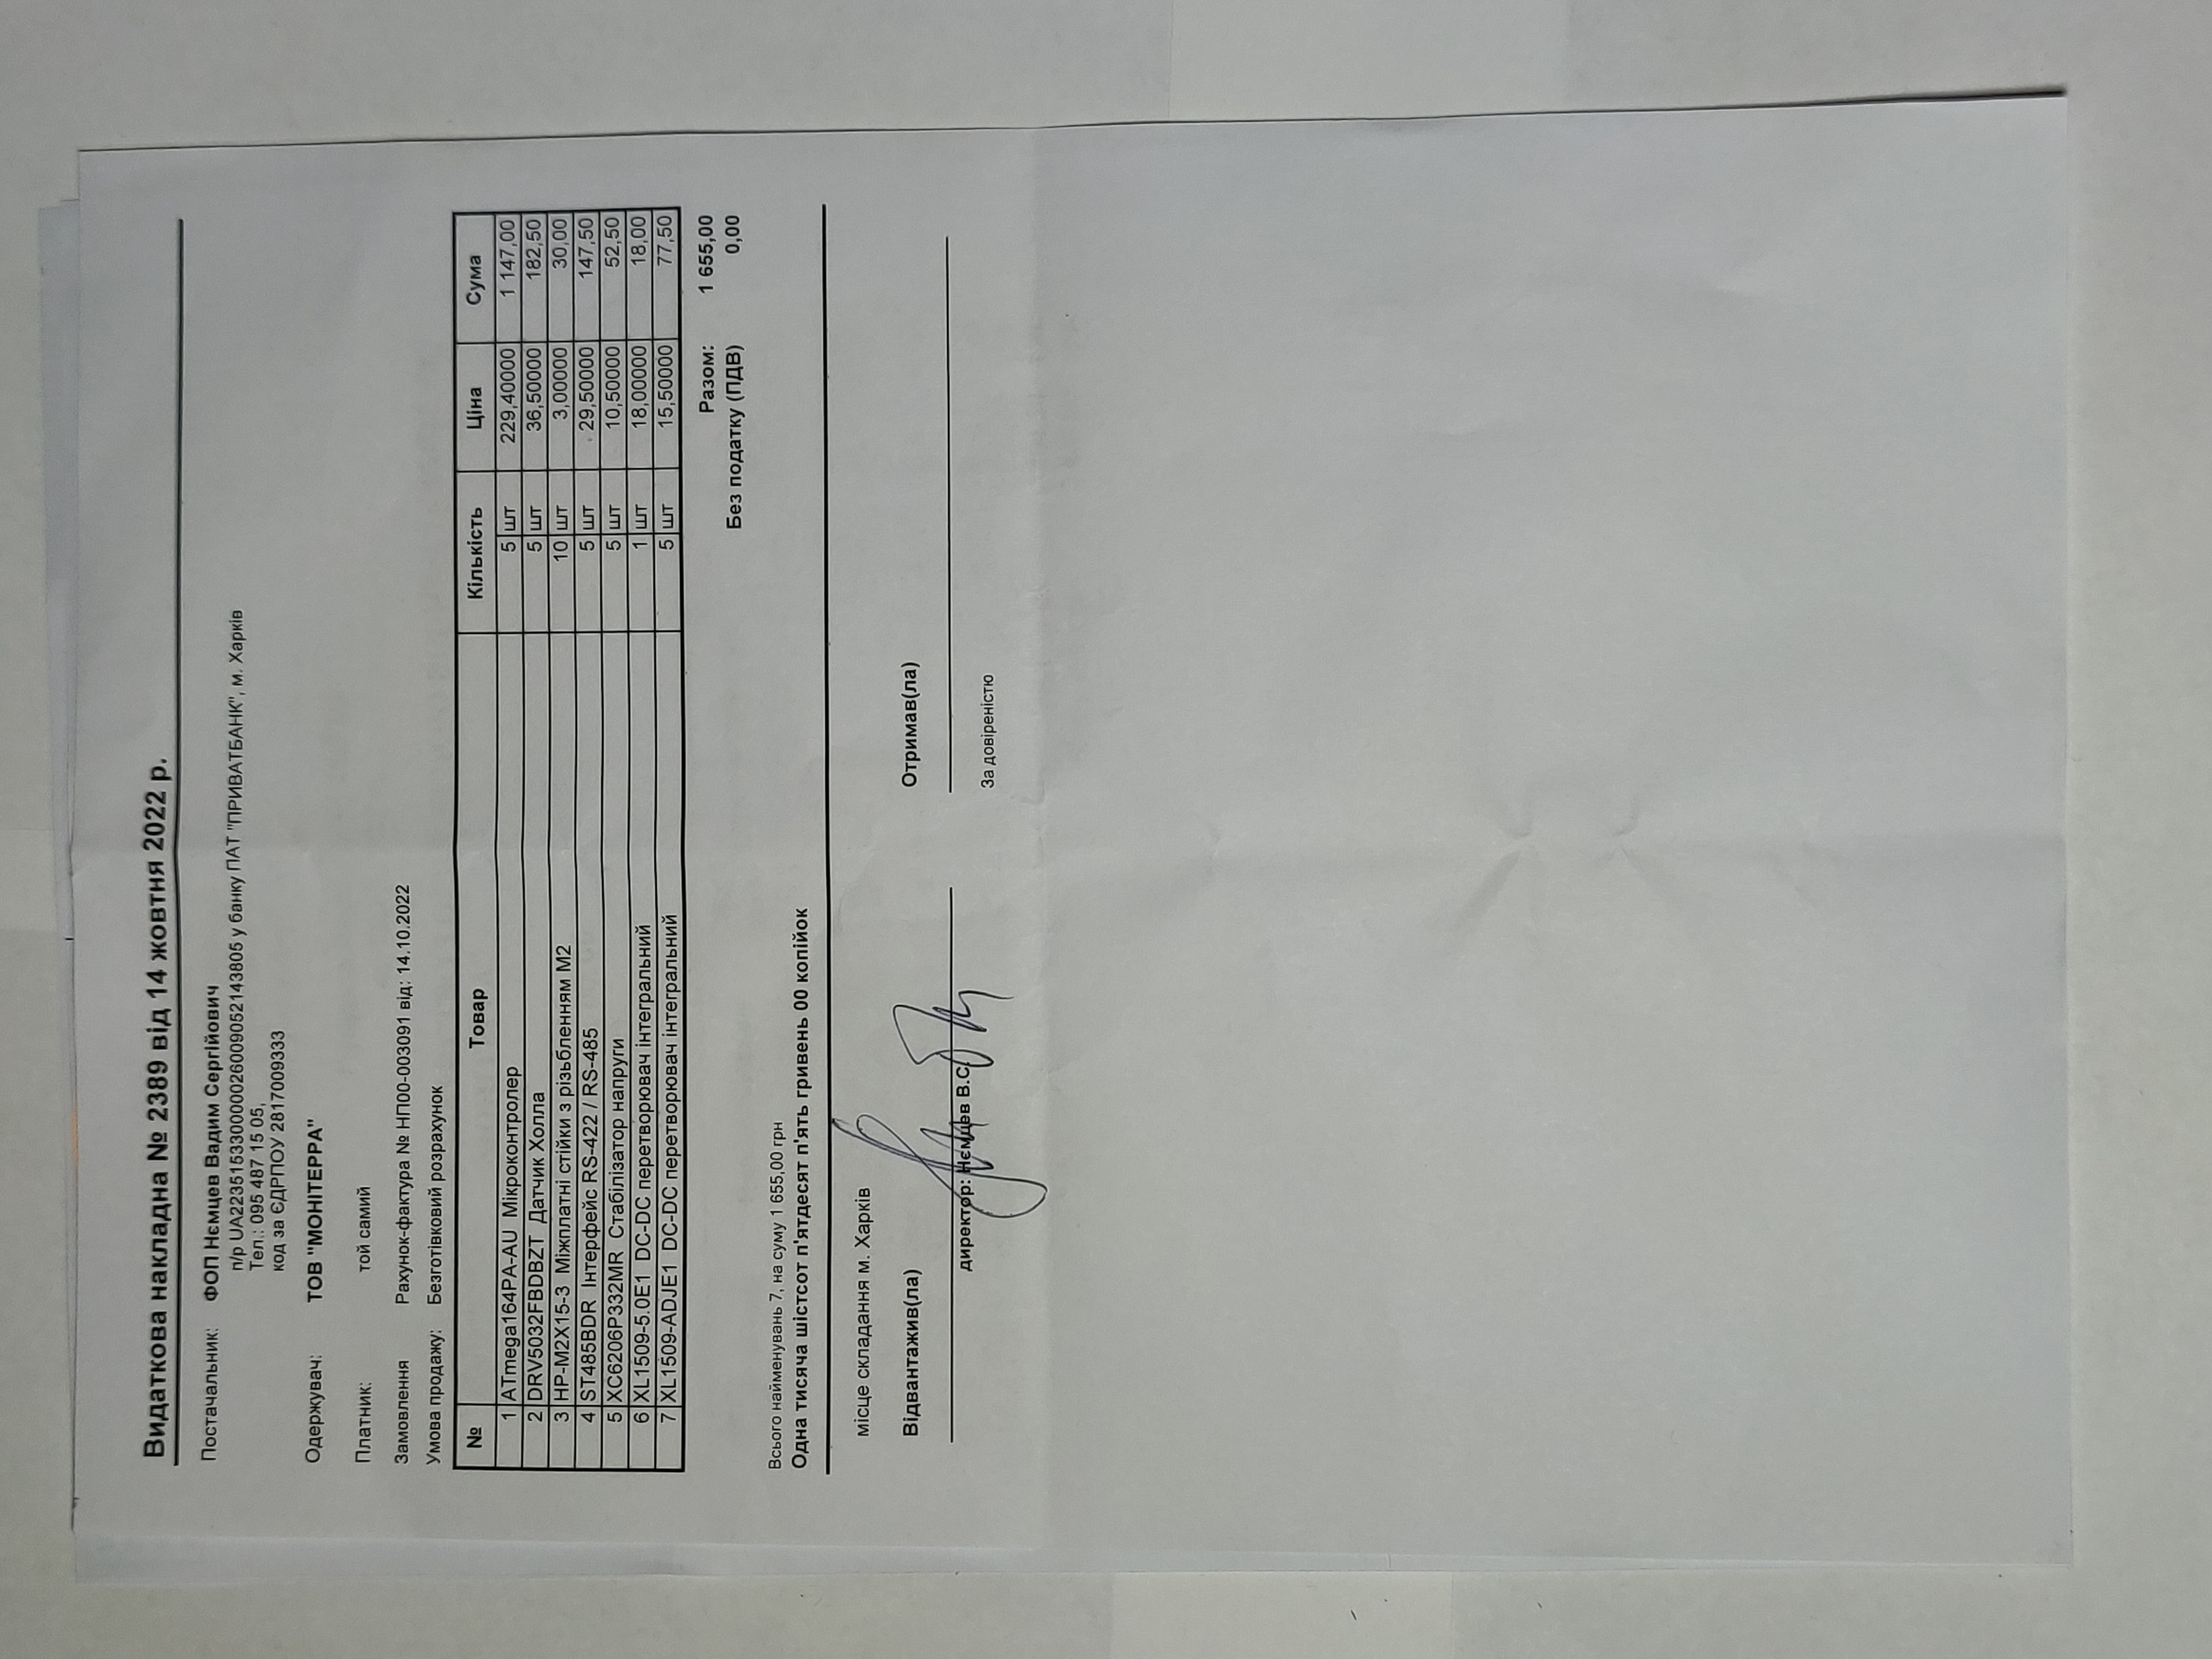 Видаткова накладна № 2389 від 14 жовтня 2022 р.
Постачальник: ФОП Нємцев Вадим Сергійович
п/р UA223515330000026009052143805 у банку ПАТ "ПРИВАТБАНК", м. Харків
Тел.: 095 487 15 05,
код за ЄДРПОУ 2817009333
Одержувач: ТОВ "МОНІТЕРРА"
Платник: той самий
Замовлення Рахунок-фактура № НП00-003091 від: 14.10.2022
Умова продажу: Безготівковий розрахунок
№ Товар Кількість Ціна Сума
1 ATmega164PA-AU Мікроконтролер 5 шт 229,40000 1 147,00
2 DRV5032FBDBZT Датчик Холла 5 шт 36,50000 182,50
3 HP-M2X15-3 Міжплатні стійки з різьбленням М2 10 шт 3,00000 30,00
4 ST485BDR Інтерфейс RS-422 / RS-485 5 шт 29,50000 147,50
5 XC6206P332MR Стабілізатор напруги 5 шт 10,50000 52,50
6 XL1509-5.0E1 DC-DC перетворювач інтегральний 1 шт 18,00000 18,00
7 XL1509-ADJE1 DC-DC перетворювач інтегральний 5 шт 15,50000 77,50
Разом: 1 655,00
Без податку (ПДВ) 0,00
Всього найменувань 7, на суму 1 655,00 грн
Одна тисяча шістсот п'ятдесят п'ять гривень 00 копійок
місце складання м. Харків
Відвантажив(ла) Отримав(ла)
директор: Нємцев В.С.
За довіреністю